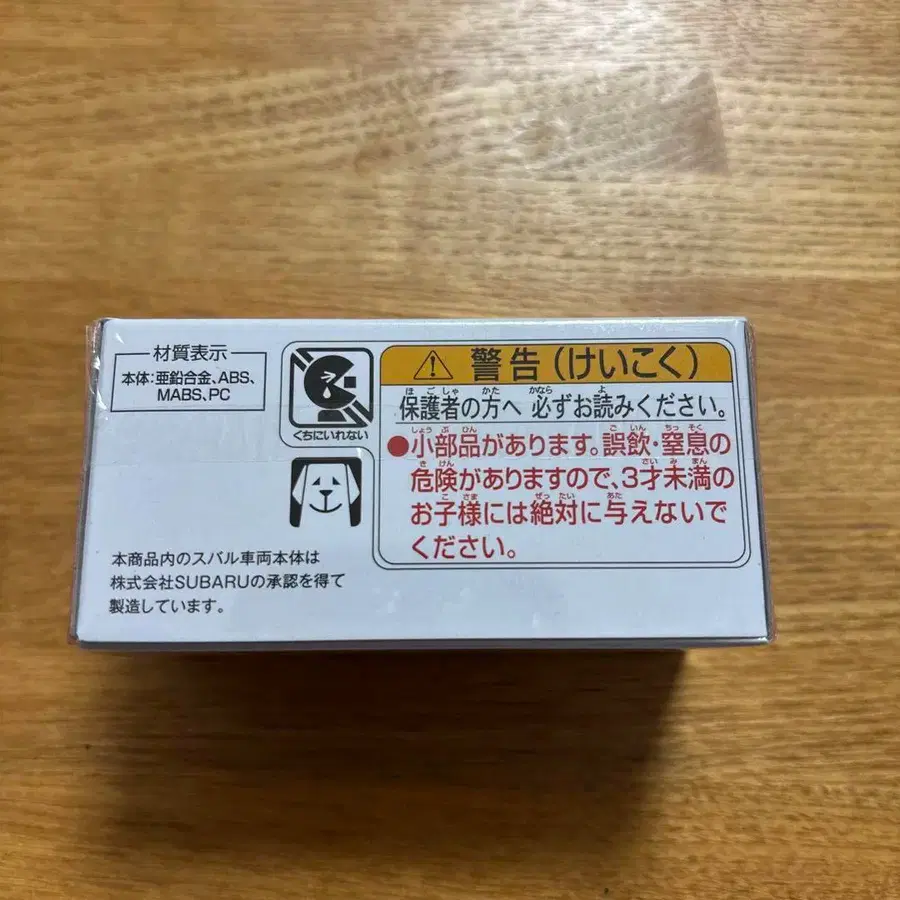 材質表示
本体:亜鉛合金、ABS、
MABS、PC
くちにいれない
本商品内のスバル車両本体は
株式会社SUBARUの承認を得て
製造しています。
警告(けいこく)
ほごしゃ かた かなら よ
保護者の方へ 必ずお読みください。
しょうぶひん ごいん ちっそく
●小部品があります。誤飲・窒息の
きけん さいみまん
危険がありますので、3才未満の
こさま ぜったい あた
お子様には絶対に与えないで
ください。